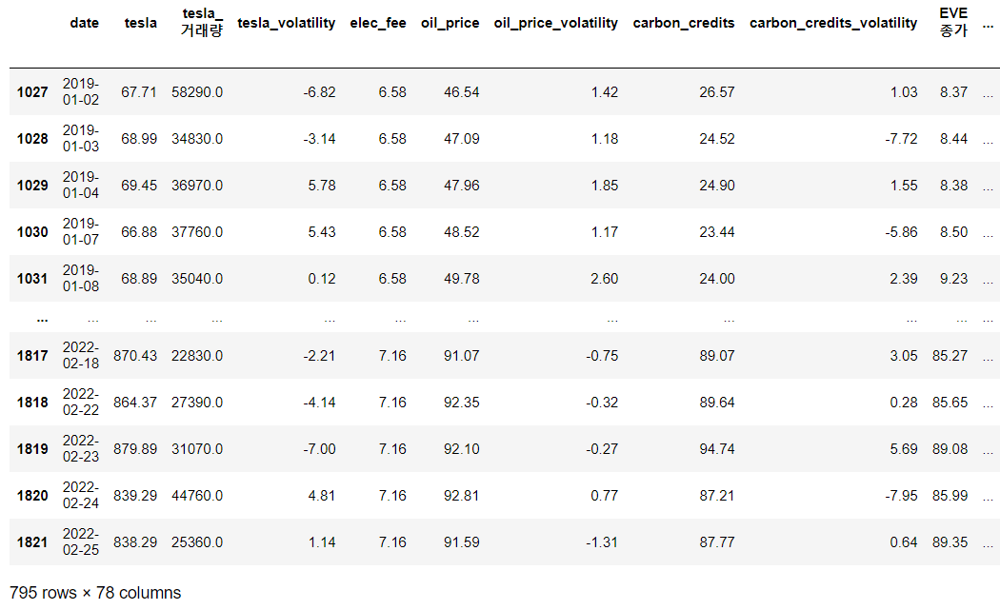 date tesla tesla_거래량 tesla_volatility elec_fee oil_price oil_price_volatility carbon_credits carbon_credits_volatility EVE 종가 ...
1027 2019-01-02 67.71 58290.0 -6.82 6.58 46.54 1.42 26.57 1.03 8.37 ...
1028 2019-01-03 68.99 34830.0 -3.14 6.58 47.09 1.18 24.52 -7.72 8.44 ...
1029 2019-01-04 69.45 36970.0 5.78 6.58 47.96 1.85 24.90 1.55 8.38 ...
1030 2019-01-07 66.88 37760.0 5.43 6.58 48.52 1.17 23.44 -5.86 8.50 ...
1031 2019-01-08 68.89 35040.0 0.12 6.58 49.78 2.60 24.00 2.39 9.23 ...
... ... ... ... ... ... ... ... ... ... ... ...
1817 2022-02-18 870.43 22830.0 -2.21 7.16 91.07 -0.75 89.07 3.05 85.27 ...
1818 2022-02-22 864.37 27390.0 -4.14 7.16 92.35 -0.32 89.64 0.28 85.65 ...
1819 2022-02-23 879.89 31070.0 -7.00 7.16 92.10 -0.27 94.74 5.69 89.08 ...
1820 2022-02-24 839.29 44760.0 4.81 7.16 92.81 0.77 87.21 -7.95 85.99 ...
1821 2022-02-25 838.29 25360.0 1.14 7.16 91.59 -1.31 87.77 0.64 89.35 ...
795 rows × 78 columns